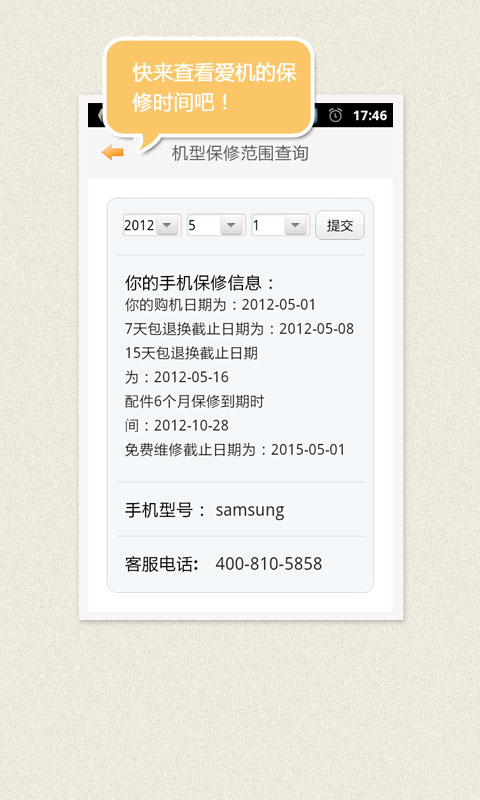 快来查看爱机的保
修时间吧！
17:46
机型保修范围查询
2012 5 1 提交
你的手机保修信息：
你的购机日期为：2012-05-01
7天包退换截止日期为：2012-05-08
15天包退换截止日期
为：2012-05-16
配件6个月保修到期时
间：2012-10-28
免费维修截止日期为：2015-05-01
手机型号： samsung
客服电话: 400-810-5858